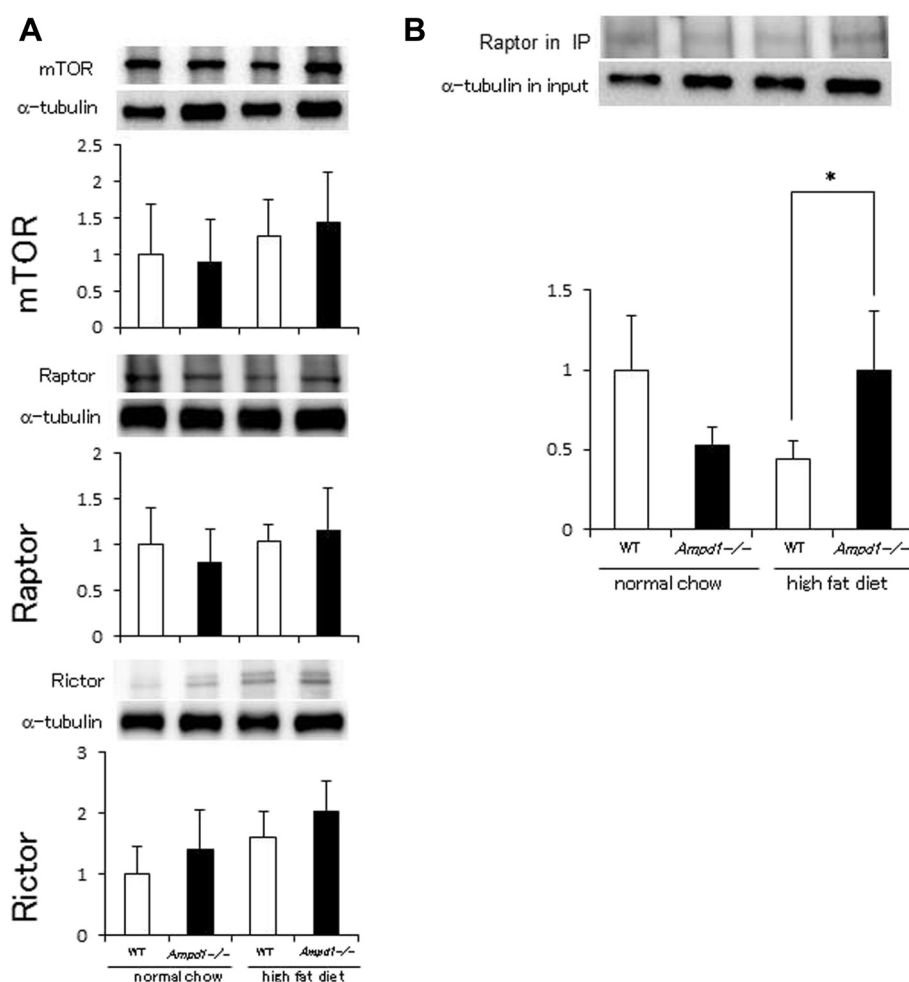 A
mTOR
α-tubulin
2.5
2
1.5
1
0.5
0
mTOR
Raptor
α-tubulin
2
1.5
1
0.5
0
Raptor
Rictor
α-tubulin
3
2
1
0
Rictor
WT Ampd1-/- WT Ampd1-/-
normal chow high fat diet
B
Raptor in IP
α-tubulin in input
*
1.5
1
0.5
0
WT Ampd1-/- WT Ampd1-/-
normal chow high fat diet